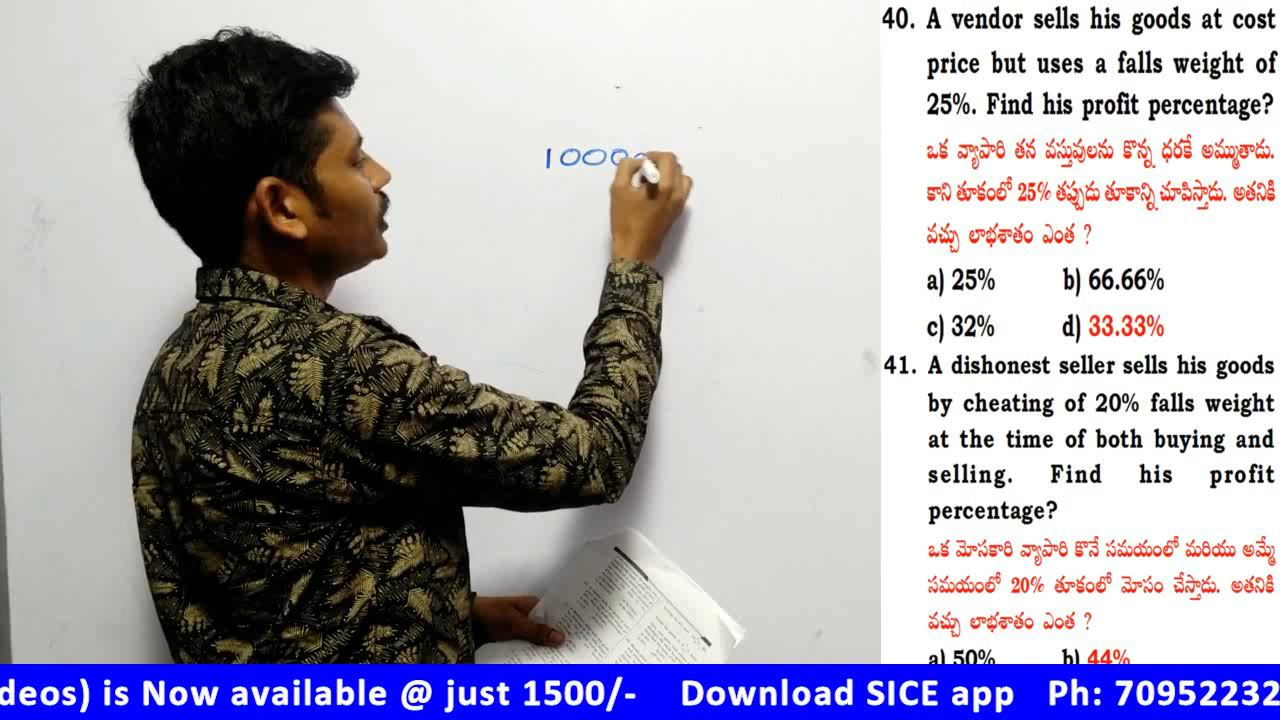 1000
40. A vendor sells his goods at cost
price but uses a falls weight of
25%. Find his profit percentage?
ఒక వ్యాపారి తన వస్తువులను కొన్న ధరకే అమ్ముతాడు.
కాని తూకంలో 25% తప్పుడు తూకాన్ని చూపిస్తాడు. అతనికి
వచ్చు లాభశాతం ఎంత ?
a) 25% b) 66.66%
c) 32% d) 33.33%
41. A dishonest seller sells his goods
by cheating of 20% falls weight
at the time of both buying and
selling. Find his profit
percentage?
ఒక మోసకారి వ్యాపారి కొనే సమయంలో మరియు అమ్మే
సమయంలో 20% తూకంలో మోసం చేస్తాడు. అతనికి
వచ్చు లాభశాతం ఎంత ?
a) 50% b) 44%
deos) is Now available @ just 1500/- Download SICE app Ph: 70952232